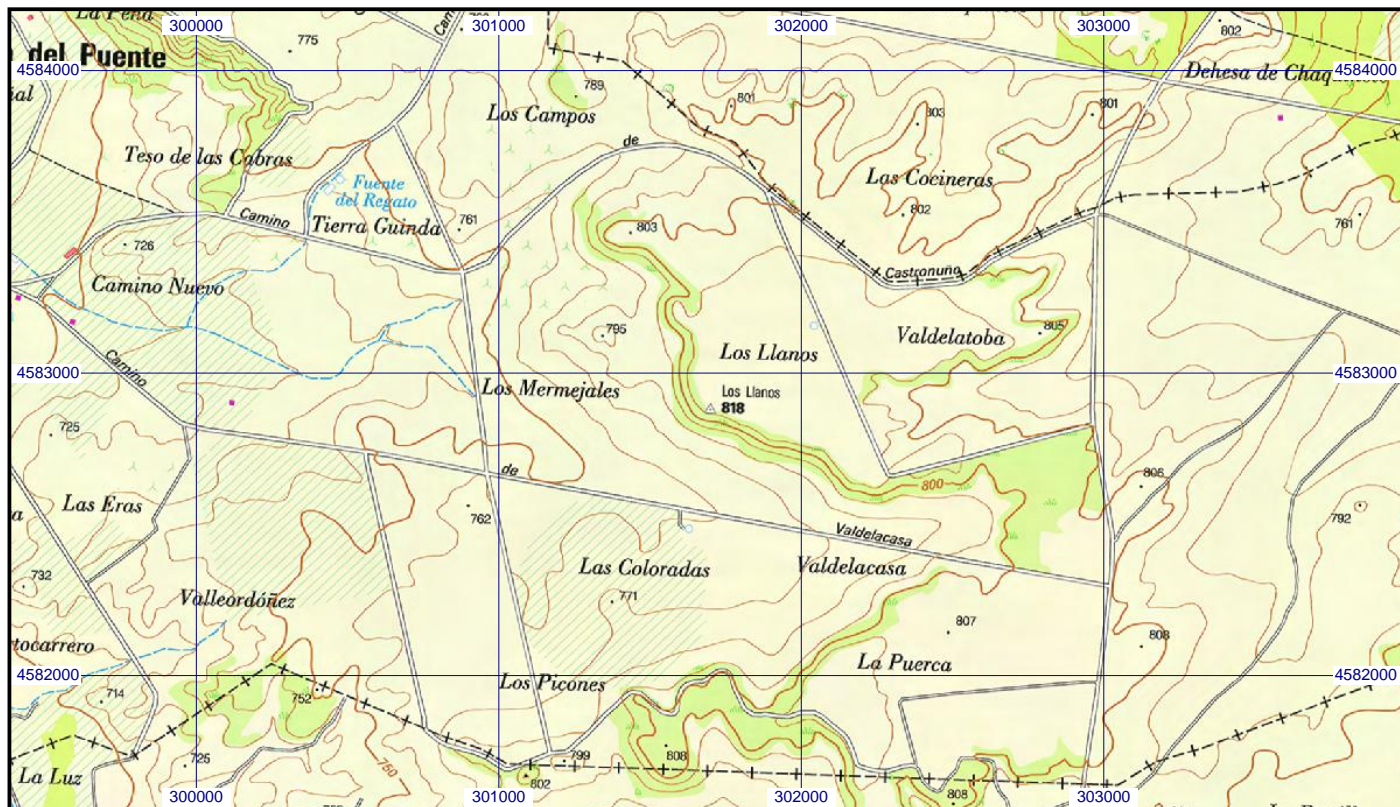 300000
301000
302000
303000
La Peña
775
802
del Puente
4584000
Dehesa de
4584000
789
801
803
801
Los Campos
de
Teso de las Cabras
Las Cocineras
Fuente
del Regato
802
Camino
Tierra Guinda
761
803
761
726
Castronuño
Camino Nuevo
805
795
Valdelatoba
Los Llanos
Camino
4583000
4583000
Los Mermejales
Los Llanos
818
725
de
806
800
Las Eras
762
792
Valdelacasa
Las Coloradas
Valdelacasa
732
Valleordóñez
771
807
808
tocarrero
La Puerca
4582000
4582000
Los Picones
714
752
799
808
725
750
La Luz
802
808
300000
301000
302000
303000